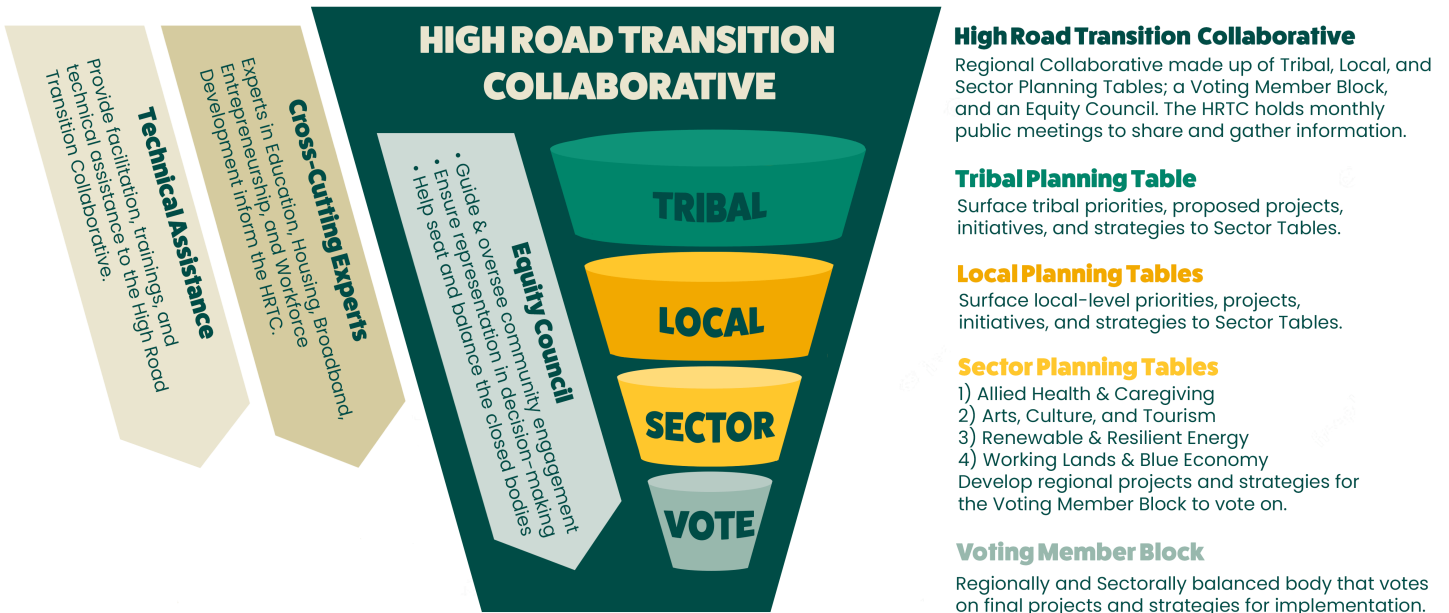 HIGH ROAD TRANSITION
COLLABORATIVE
Technical Assistance
Provide facilitation, trainings, and
technical assistance to the High Road
Transition Collaborative.
Cross-Cutting Experts
Experts in Education, Housing, Broadband,
Entrepreneurship, and Workforce
Development inform the HRTC.
Equity Council
• Guide & oversee community engagement
• Ensure representation in decision-making
• Help seat and balance the closed bodies
TRIBAL
LOCAL
SECTOR
VOTE
High Road Transition Collaborative
Regional Collaborative made up of Tribal, Local, and
Sector Planning Tables; a Voting Member Block,
and an Equity Council. The HRTC holds monthly
public meetings to share and gather information.
Tribal Planning Table
Surface tribal priorities, proposed projects,
initiatives, and strategies to Sector Tables.
Local Planning Tables
Surface local-level priorities, projects,
initiatives, and strategies to Sector Tables.
Sector Planning Tables
1) Allied Health & Caregiving
2) Arts, Culture, and Tourism
3) Renewable & Resilient Energy
4) Working Lands & Blue Economy
Develop regional projects and strategies for
the Voting Member Block to vote on.
Voting Member Block
Regionally and Sectorally balanced body that votes
on final projects and strategies for implementation.